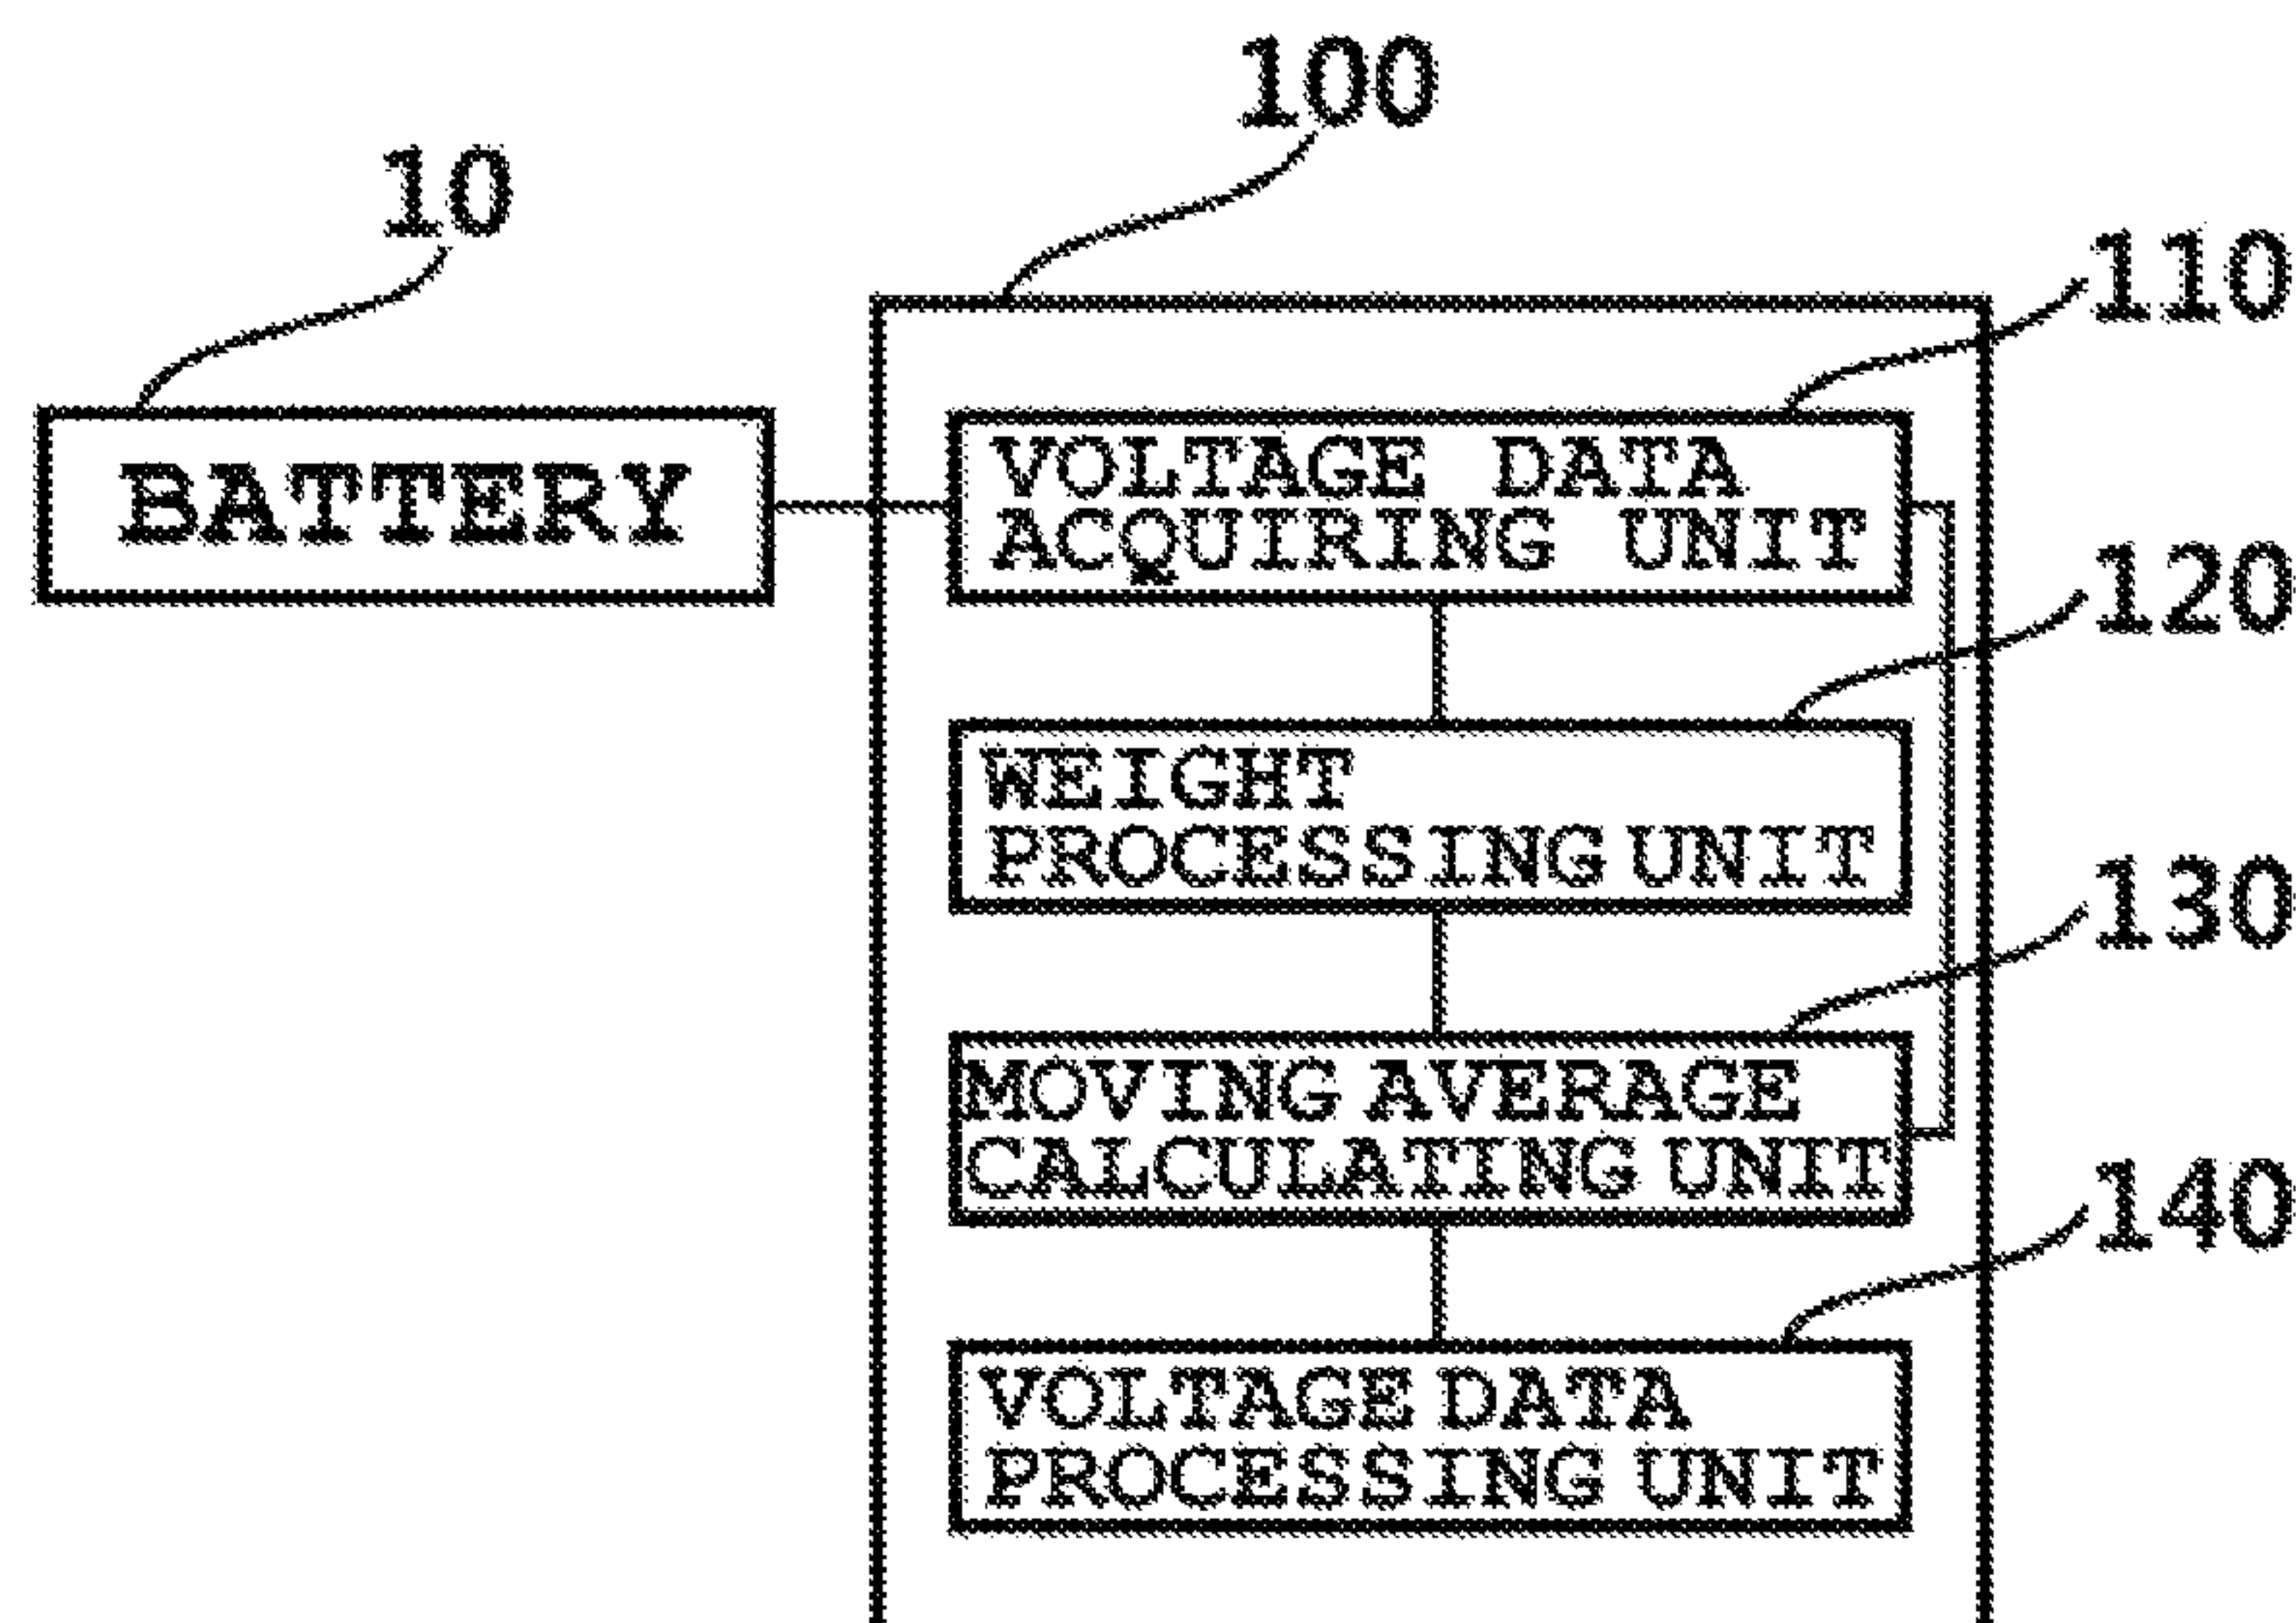 100
10
110
BATTERY
VOLTAGE DATA
ACQUIRING UNIT
120
WEIGHT
PROCESSING UNIT
130
MOVING AVERAGE
CALCULATING UNIT
140
VOLTAGE DATA
PROCESSING UNIT